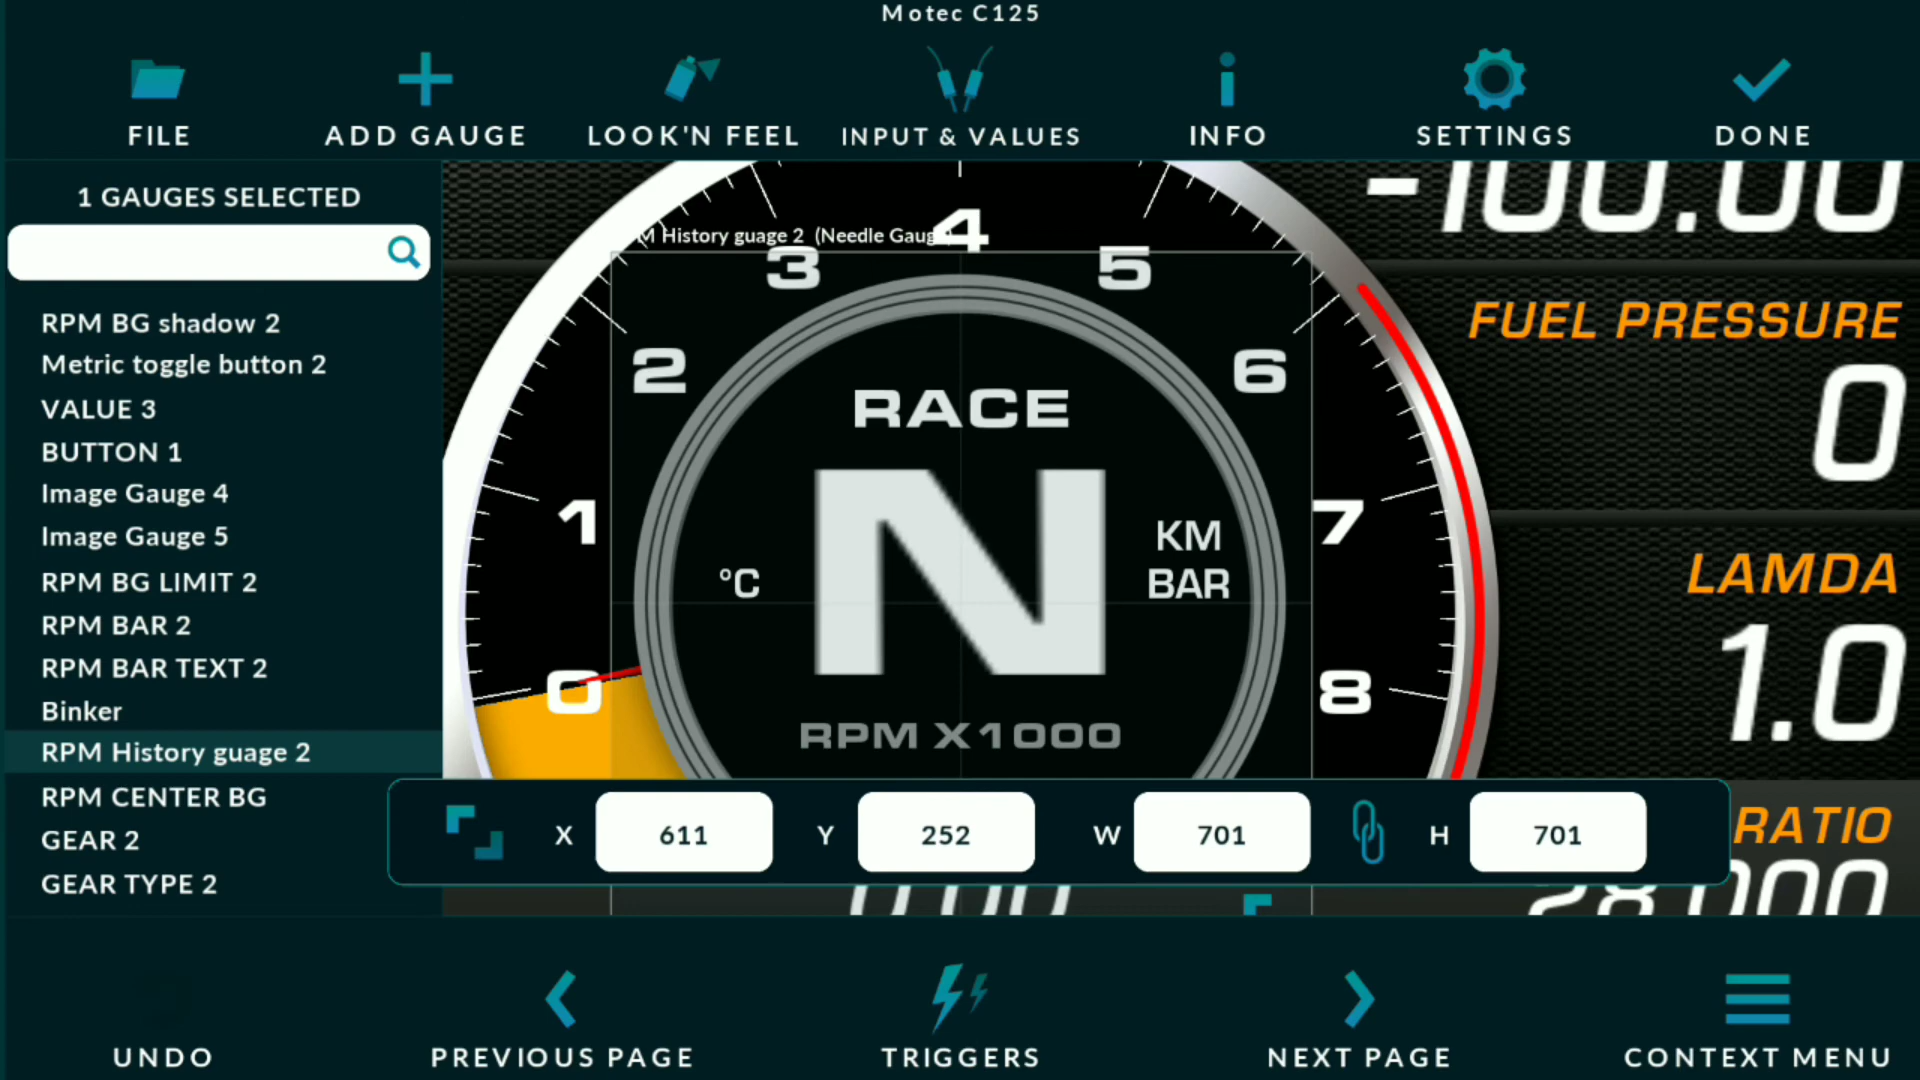 Motec C125
FILE
ADD GAUGE
LOOK'N FEEL
INPUT & VALUES
INFO
SETTINGS
DONE
1 GAUGES SELECTED
RPM BG shadow 2
Metric toggle button 2
VALUE 3
BUTTON 1
Image Gauge 4
Image Gauge 5
RPM BG LIMIT 2
RPM BAR 2
RPM BAR TEXT 2
Binker
RPM History guage 2
RPM CENTER BG
GEAR 2
GEAR TYPE 2
M History guage 2 (Needle Gaug
0
1
2
3
4
5
6
7
8
RACE
N
°C
KM
BAR
RPM X1000
-100.00
FUEL PRESSURE
0
LAMDA
1.0
RATIO
X 611 Y 252 W 701 H 701
UNDO
PREVIOUS PAGE
TRIGGERS
NEXT PAGE
CONTEXT MENU